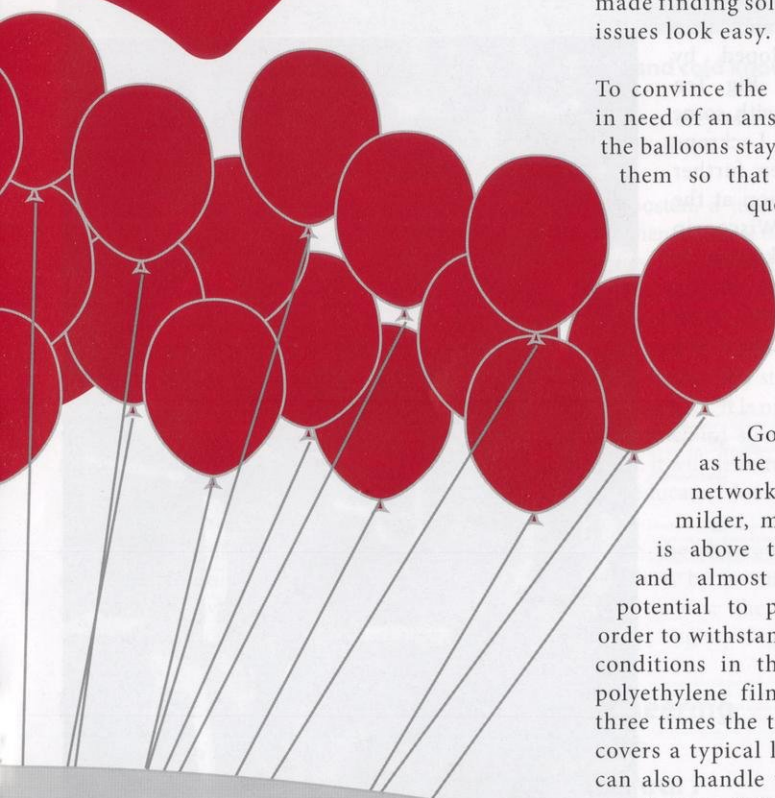 made finding sol
issues look easy.
To convince the
in need of an ans
the balloons stay
them so that
que
Go
as the
network
milder, m
is above t
and almost
potential to p
order to withstan
conditions in th
polyethylene film
three times the t
covers a typical l
can also handle